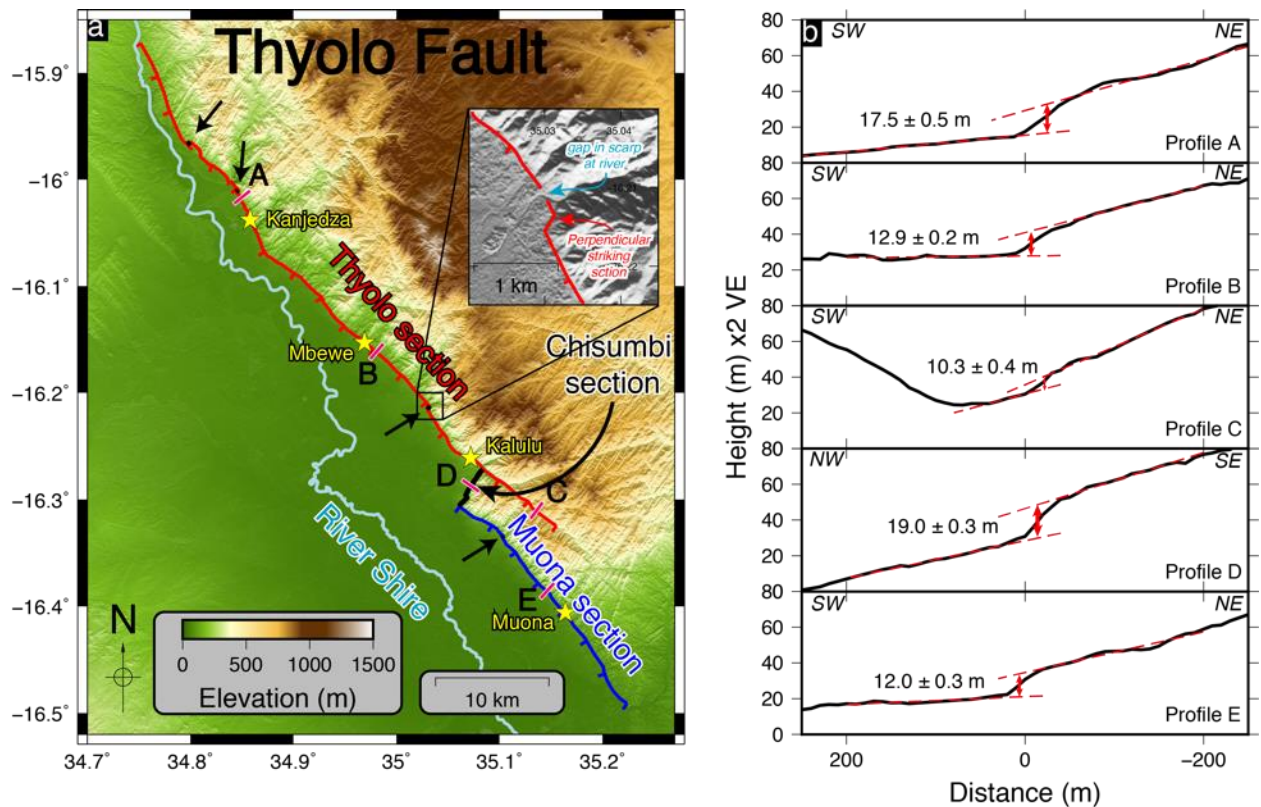 a
Thyolo Fault
−15.9˚
−16˚
−16.1˚
−16.2˚
−16.3˚
−16.4˚
−16.5˚
34.7˚
34.8˚
34.9˚
35˚
35.1˚
35.2˚
A
Kanjedza
Thyolo section
Mbewe
B
Chisumbi
section
Kalulu
D
C
Muona section
E
Muona
River Shire
N
0
500
1000
1500
Elevation (m)
10 km
35.03
35.04
gap in scarp
at river
Perpendicular
striking
sction
1 km
b
Height (m) x2 VE
SW
NE
80
60
40
20
17.5 ± 0.5 m
Profile A
SW
NE
80
60
40
20
12.9 ± 0.2 m
Profile B
SW
NE
80
60
40
20
10.3 ± 0.4 m
Profile C
NW
SE
80
60
40
20
19.0 ± 0.3 m
Profile D
SW
NE
80
60
40
20
0
12.0 ± 0.3 m
Profile E
200
0
−200
Distance (m)